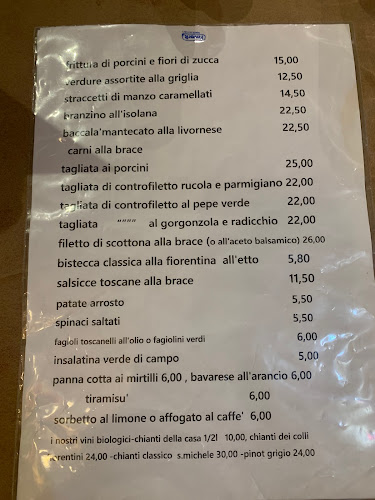 frittura di porcini e fiori di zucca 15,00
verdure assortite alla griglia 12,50
straccetti di manzo caramellati 14,50
branzino all'isolana 22,50
baccala'mantecato alla livornese 22,50
carni alla brace
tagliata ai porcini 25,00
tagliata di controfiletto rucola e parmigiano 22,00
tagliata di controfiletto al pepe verde 22,00
tagliata """" al gorgonzola e radicchio 22,00
filetto di scottona alla brace (o all'aceto balsamico) 26,00
bistecca classica alla fiorentina all'etto 5,80
salsicce toscane alla brace 11,50
patate arrosto 5,50
spinaci saltati 5,50
fagioli toscanelli all'olio o fagiolini verdi 6,00
insalatina verde di campo 5,00
panna cotta ai mirtilli 6,00 , bavarese all'arancio 6,00
tiramisu' 6,00
sorbetto al limone o affogato al caffe' 6,00
i nostri vini biologici-chianti della casa 1/2l 10,00, chianti dei colli
fiorentini 24,00 -chianti classico s.michele 30,00 -pinot grigio 24,00